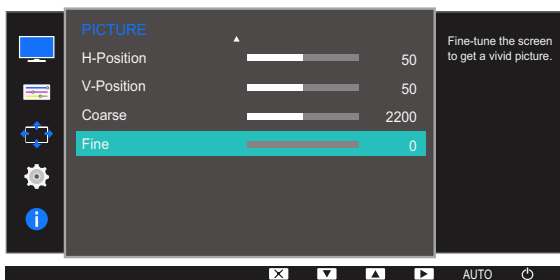 PICTURE
H-Position 50
V-Position 50
Coarse 2200
Fine 0
Fine-tune the screen
to get a vivid picture.
AUTO